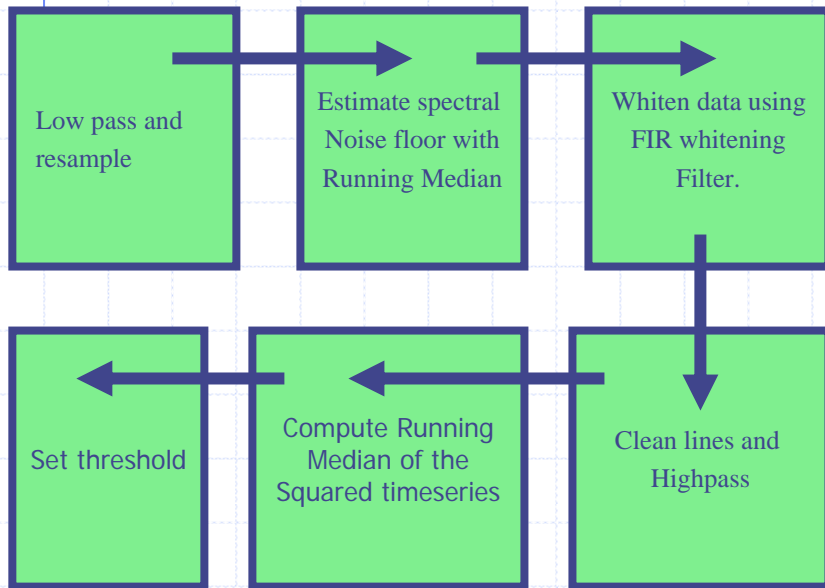 Low pass and
resample
Estimate spectral
Noise floor with
Running Median
Whiten data using
FIR whitening
Filter.
Clean lines and
Highpass
Compute Running
Median of the
Squared timeseries
Set threshold